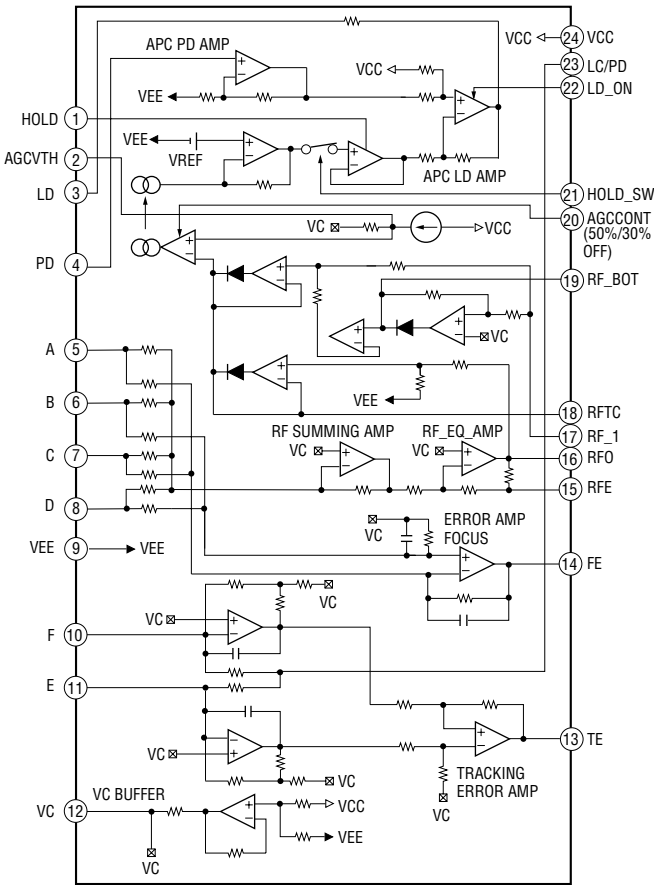 VCC
24 VCC
APC PD AMP
23 LC/PD
VCC
22 LD_ON
VEE
HOLD 1
VEE
VREF
AGCVTH 2
APC LD AMP
LD 3
21 HOLD_SW
VC
VCC
20 AGCCONT
(50%/30%
OFF)
PD 4
19 RF_BOT
VC
A 5
B 6
VEE
18 RFTC
RF SUMMING AMP
RF_EQ_AMP
17 RF_1
VC
VC
C 7
16 RFO
15 RFE
D 8
ERROR AMP
FOCUS
VC
VEE 9 VEE
14 FE
VC
VC
F 10
E 11
13 TE
VC
VC
TRACKING
ERROR AMP
VC
VC BUFFER
VC 12
VCC
VEE
VC
+
−
+
−
+
−
+
−
+
−
+
−
+
−
+
−
+
−
+
−
+
−
+
−
+
−
+
−
+
−
+
−